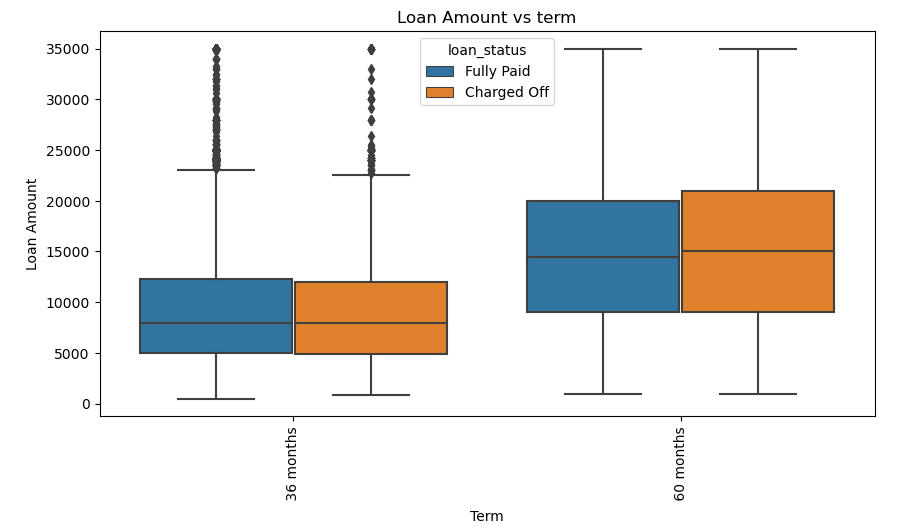 Loan Amount vs term
loan_status
Fully Paid
Charged Off
Loan Amount
35000
30000
25000
20000
15000
10000
5000
0
36 months
60 months
Term